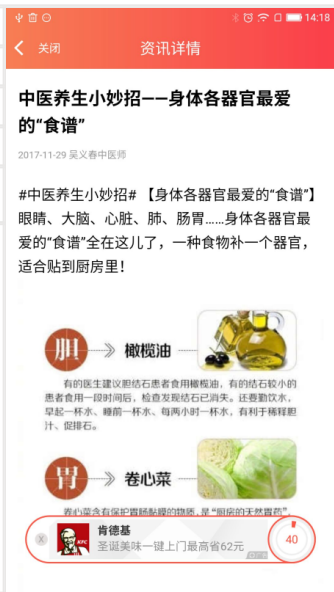 14:18
关闭
资讯详情
中医养生小妙招——身体各器官最爱
的“食谱”
2017-11-29 吴义春中医师
#中医养生小妙招# 【身体各器官最爱的“食谱”】
眼睛、大脑、心脏、肺、肠胃……身体各器官最
爱的“食谱”全在这儿了，一种食物补一个器官，
适合贴到厨房里！
胆
橄榄油
有的医生建议胆结石患者食用橄榄油，有的结石较小的
患者食用一段时间后，检查发现结石已消失。还要勤饮水，
早起一杯水、睡前一杯水、每两小时一杯水，有利于稀释胆
汁、促排石。
胃
卷心菜
卷心菜含有保护胃肠黏膜的物质，是“厨房的天然胃药”，
肯德基
KFC
圣诞美味一键上门最高省62元
40